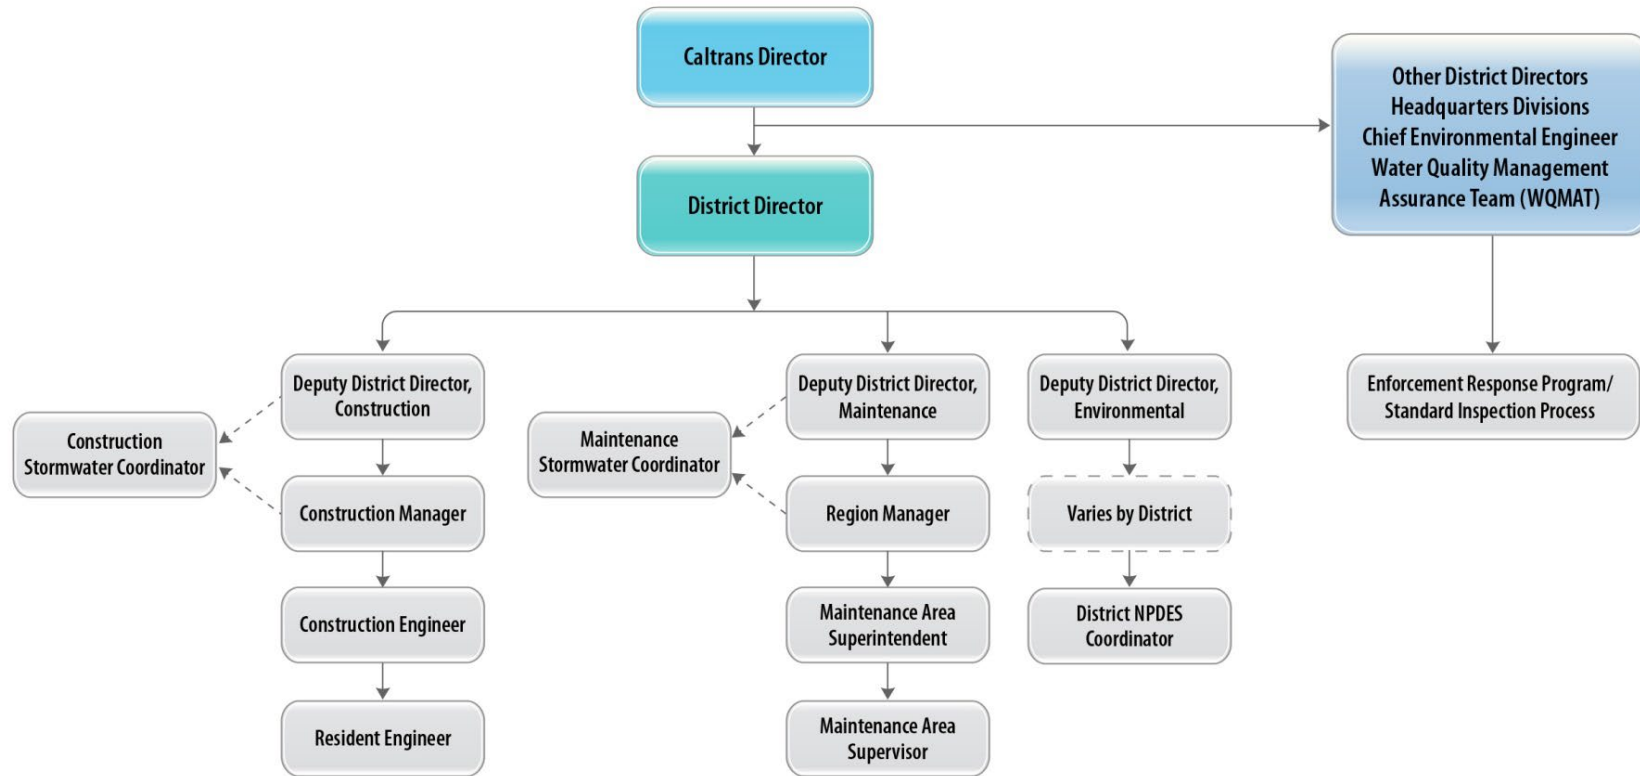 Caltrans Director
Other District Directors
Headquarters Divisions
Chief Environmental Engineer
Water Quality Management
Assurance Team (WQMAT)
District Director
Deputy District Director,
Construction
Deputy District Director,
Maintenance
Deputy District Director,
Environmental
Enforcement Response Program/
Standard Inspection Process
Construction
Stormwater Coordinator
Maintenance
Stormwater Coordinator
Construction Manager
Region Manager
Varies by District
Construction Engineer
Maintenance Area
Superintendent
District NPDES
Coordinator
Resident Engineer
Maintenance Area
Supervisor